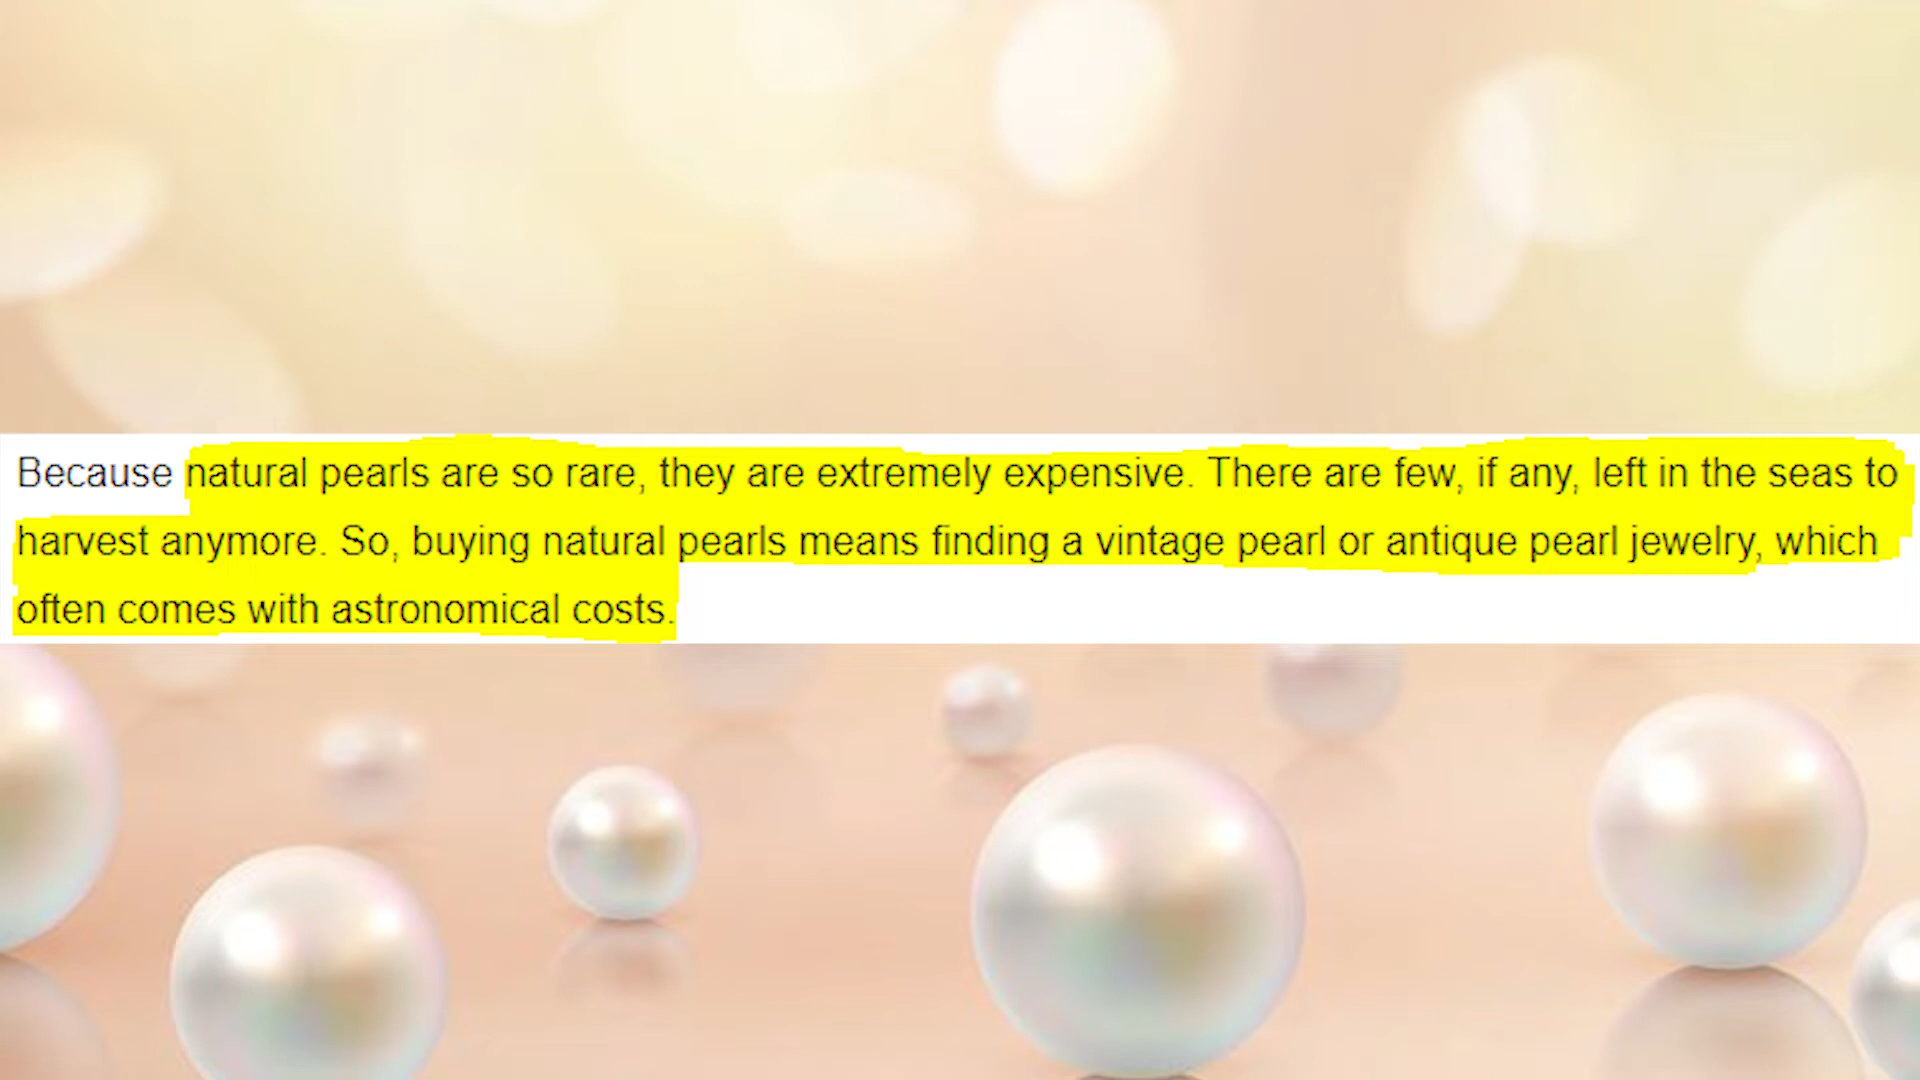 Because natural pearls are so rare, they are extremely expensive. There are few, if any, left in the seas to
harvest anymore. So, buying natural pearls means finding a vintage pearl or antique pearl jewelry, which
often comes with astronomical costs.